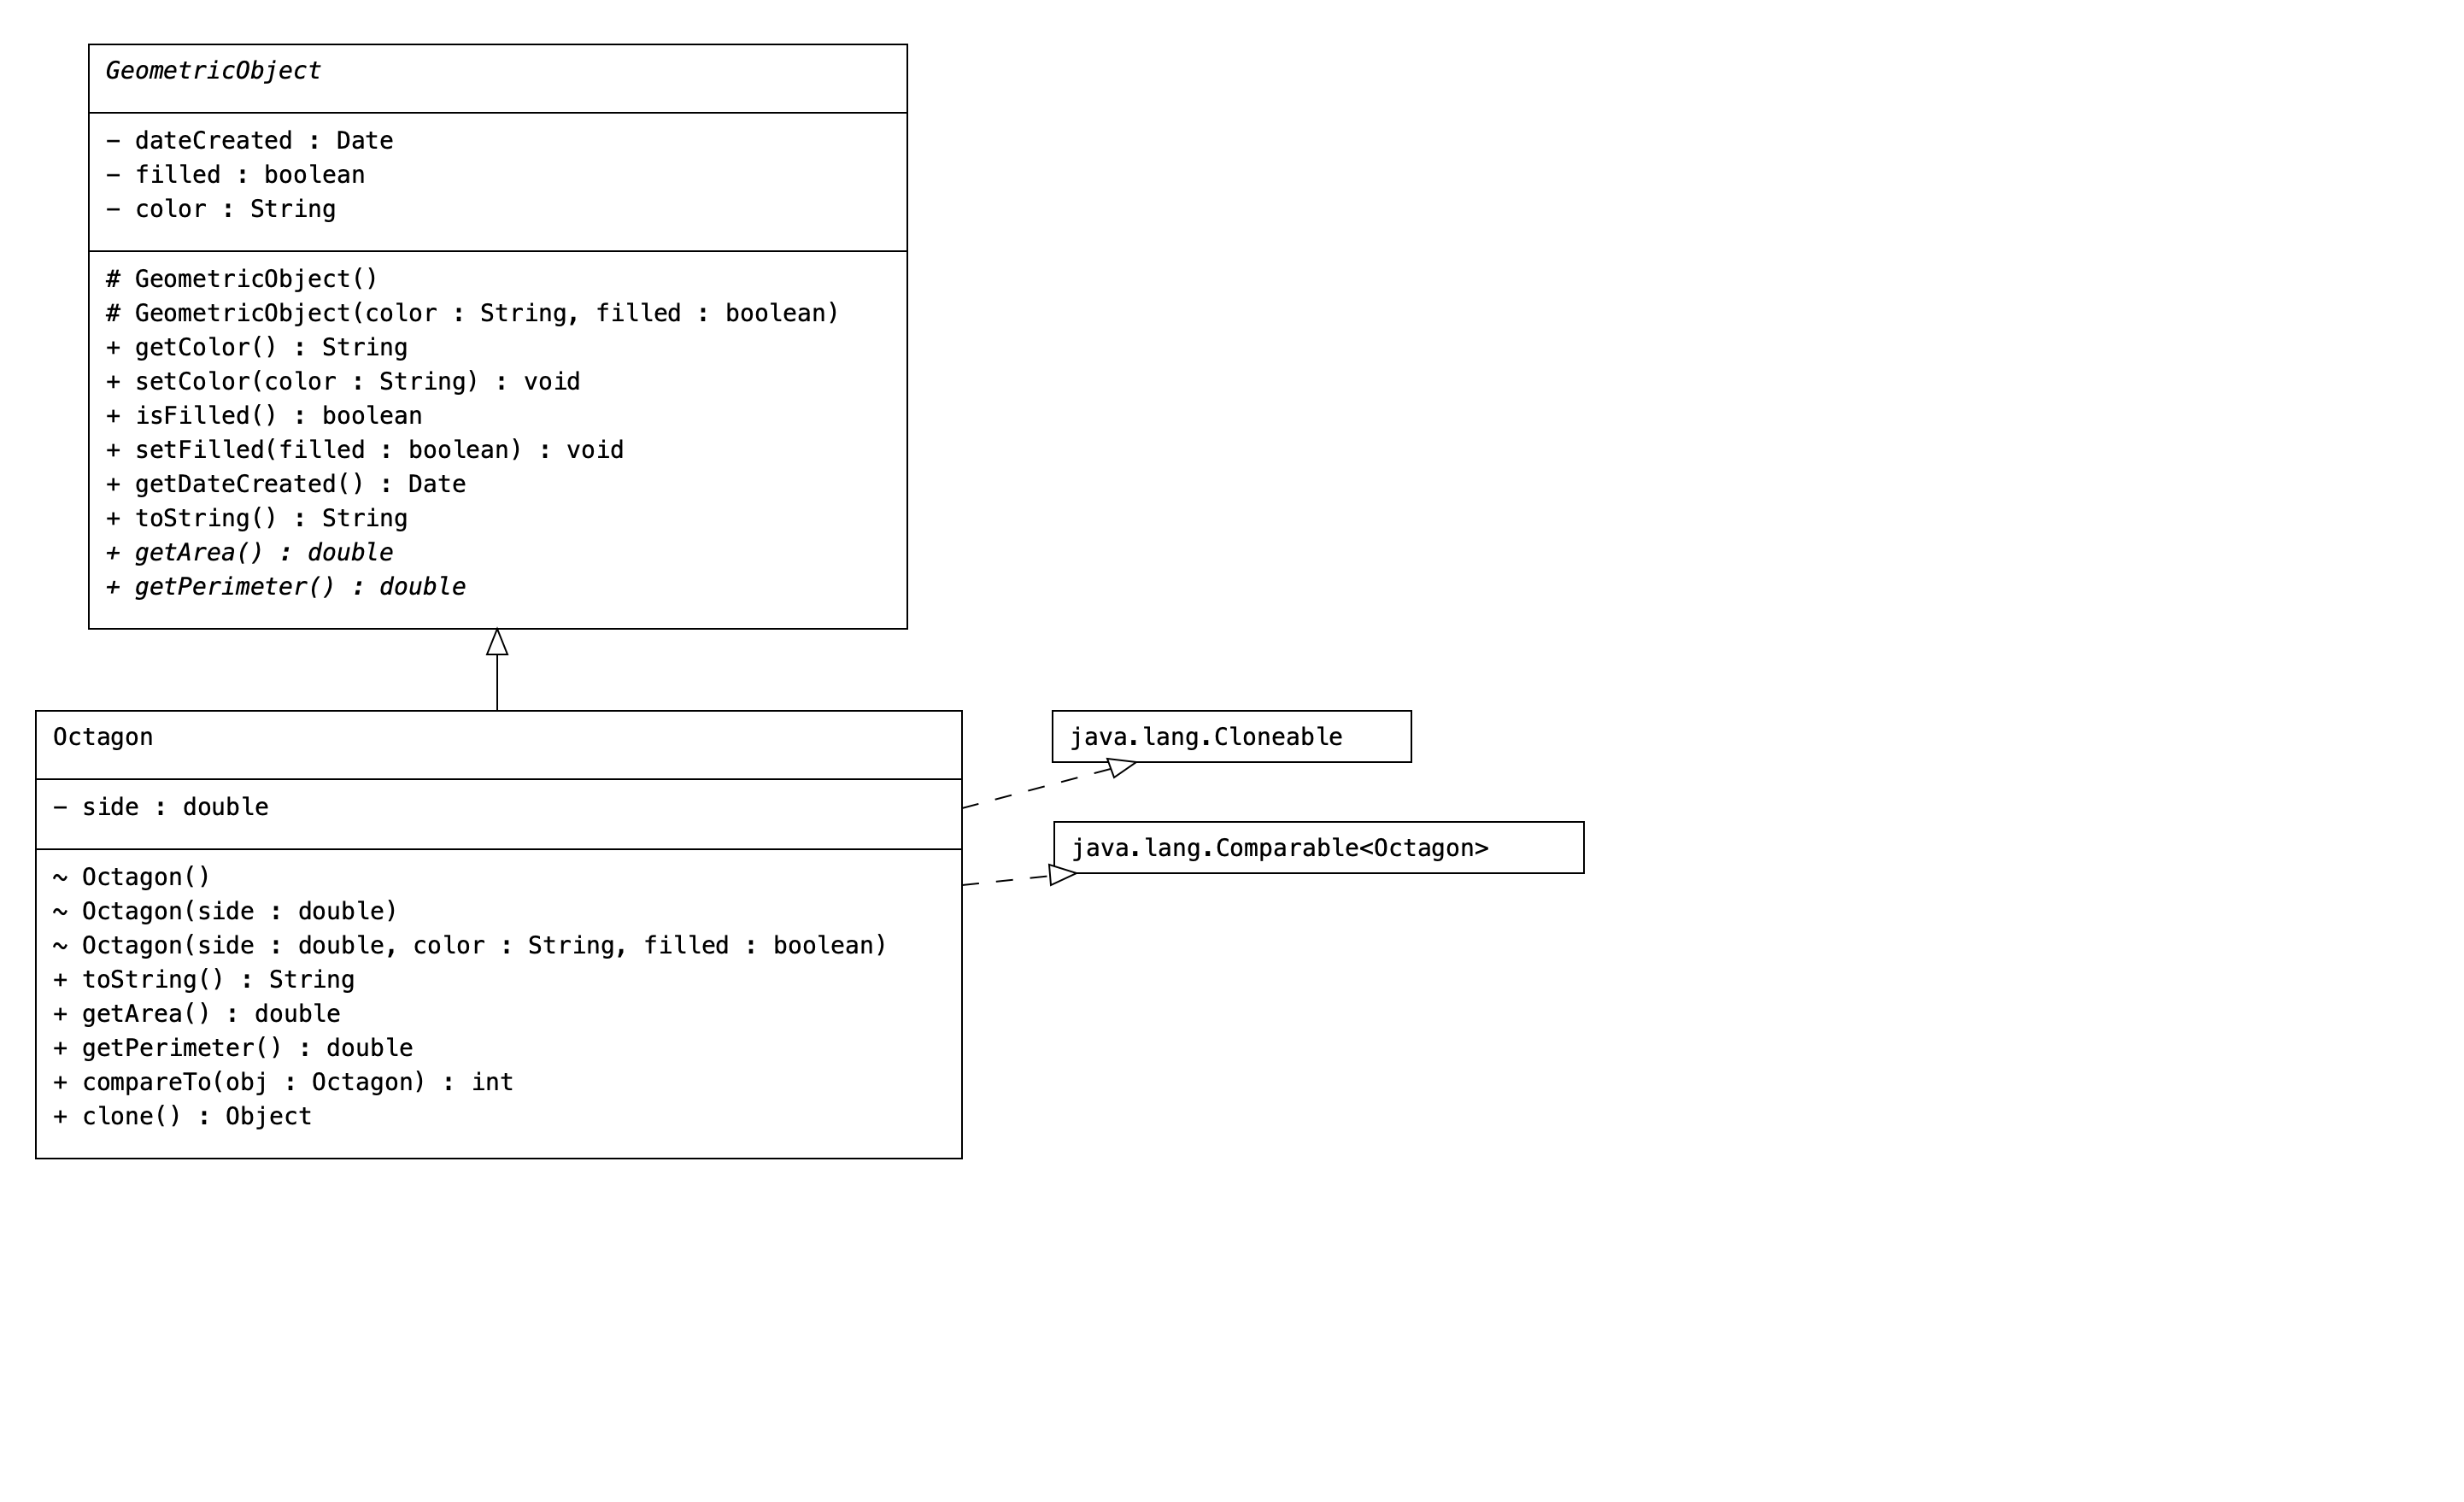 GeometricObject
− dateCreated : Date
− filled : boolean
− color : String
# GeometricObject()
# GeometricObject(color : String, filled : boolean)
+ getColor() : String
+ setColor(color : String) : void
+ isFilled() : boolean
+ setFilled(filled : boolean) : void
+ getDateCreated() : Date
+ toString() : String
+ getArea() : double
+ getPerimeter() : double
Octagon
− side : double
~ Octagon()
~ Octagon(side : double)
~ Octagon(side : double, color : String, filled : boolean)
+ toString() : String
+ getArea() : double
+ getPerimeter() : double
+ compareTo(obj : Octagon) : int
+ clone() : Object
java.lang.Cloneable
java.lang.Comparable<Octagon>